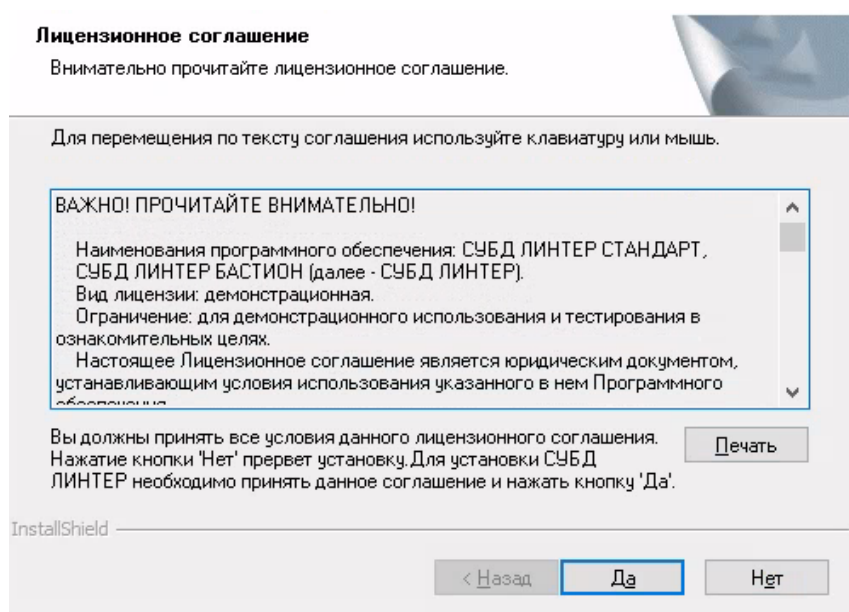 Лицензионное соглашение
Внимательно прочитайте лицензионное соглашение.
Для перемещения по тексту соглашения используйте клавиатуру или мышь.
ВАЖНО! ПРОЧИТАЙТЕ ВНИМАТЕЛЬНО!
Наименования программного обеспечения: СУБД ЛИНТЕР СТАНДАРТ,
СУБД ЛИНТЕР БАСТИОН (далее - СУБД ЛИНТЕР).
Вид лицензии: демонстрационная.
Ограничение: для демонстрационного использования и тестирования в
ознакомительных целях.
Настоящее Лицензионное соглашение является юридическим документом,
устанавливающим условия использования указанного в нем Программного
Вы должны принять все условия данного лицензионного соглашения.
Нажатие кнопки 'Нет' прервет установку.Для установки СУБД
ЛИНТЕР необходимо принять данное соглашение и нажать кнопку 'Да'.
Печать
InstallShield
< Назад
Да
Нет